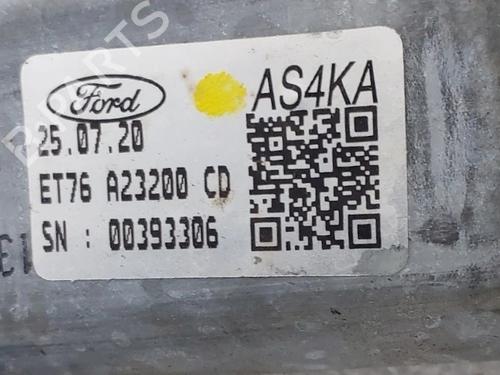 Ford
AS4KA
25.07.20
ET76 A23200 CD
SN : 00393306